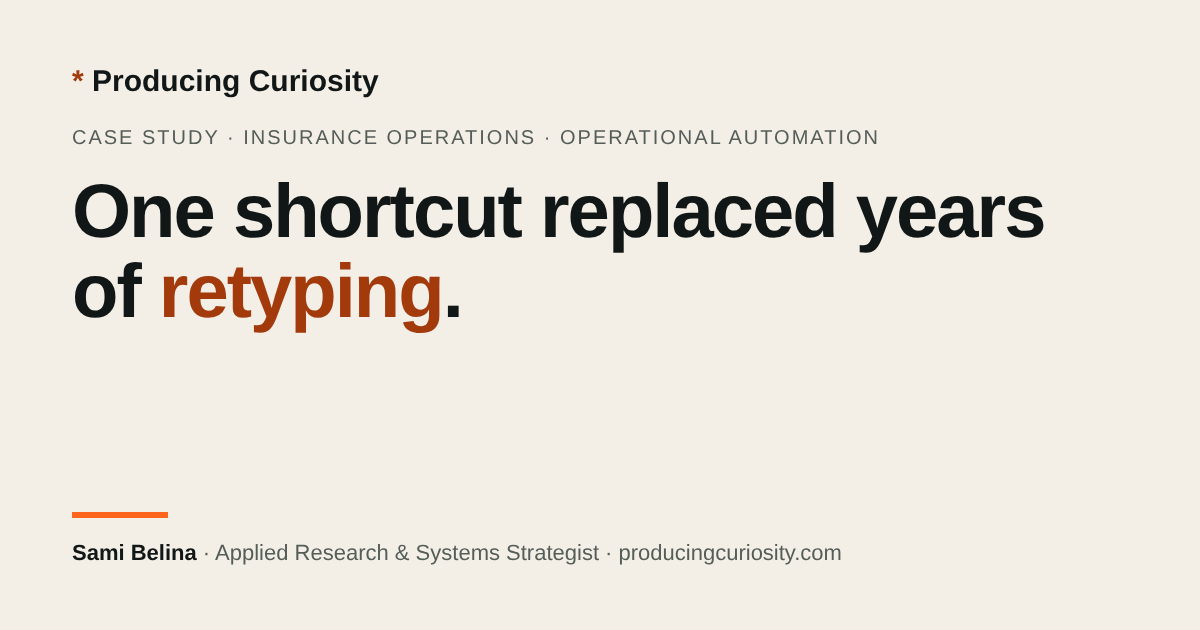 * Producing Curiosity
CASE STUDY · INSURANCE OPERATIONS · OPERATIONAL AUTOMATION
One shortcut replaced years
of retyping.
Sami Belina · Applied Research & Systems Strategist · producingcuriosity.com